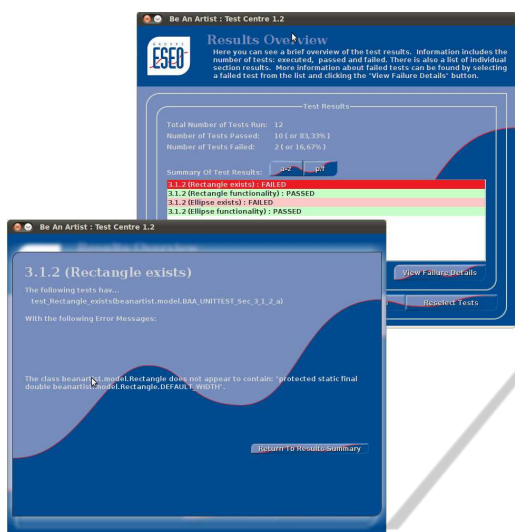 Be An Artist : Test Centre 1.2
GROUPE
ESEO
Results Overview
Here you can see a brief overview of the test results. Information includes the
number of tests: executed, passed and failed. There is also a list of individual
section results. More information about failed tests can be found by selecting
a failed test from the list and clicking the "View Failure Details" button.
Test Results
Total Number of Tests Run: 12
Number of Tests Passed: 10 ( or 83,33% )
Number of Tests Failed: 2 ( or 16,67% )
Summary Of Test Results: a-z p/f
3.1.2 (Rectangle exists) : FAILED
3.1.2 (Rectangle functionality) : PASSED
3.1.2 (Ellipse exists) : FAILED
3.1.2 (Ellipse functionality) : PASSED
View Failure Details
Reselect Tests
Be An Artist : Test Centre 1.2
3.1.2 (Rectangle exists)
The following tests hav...
test_Rectangle_exists(beanartist.model.BAA_UNITTEST_Sec_3_1_2_a)
With the following Error Messages:
The class beanartist.model.Rectangle does not appear to contain: "protected static final
double beanartist.model.Rectangle.DEFAULT_WIDTH".
Return To Results Summary